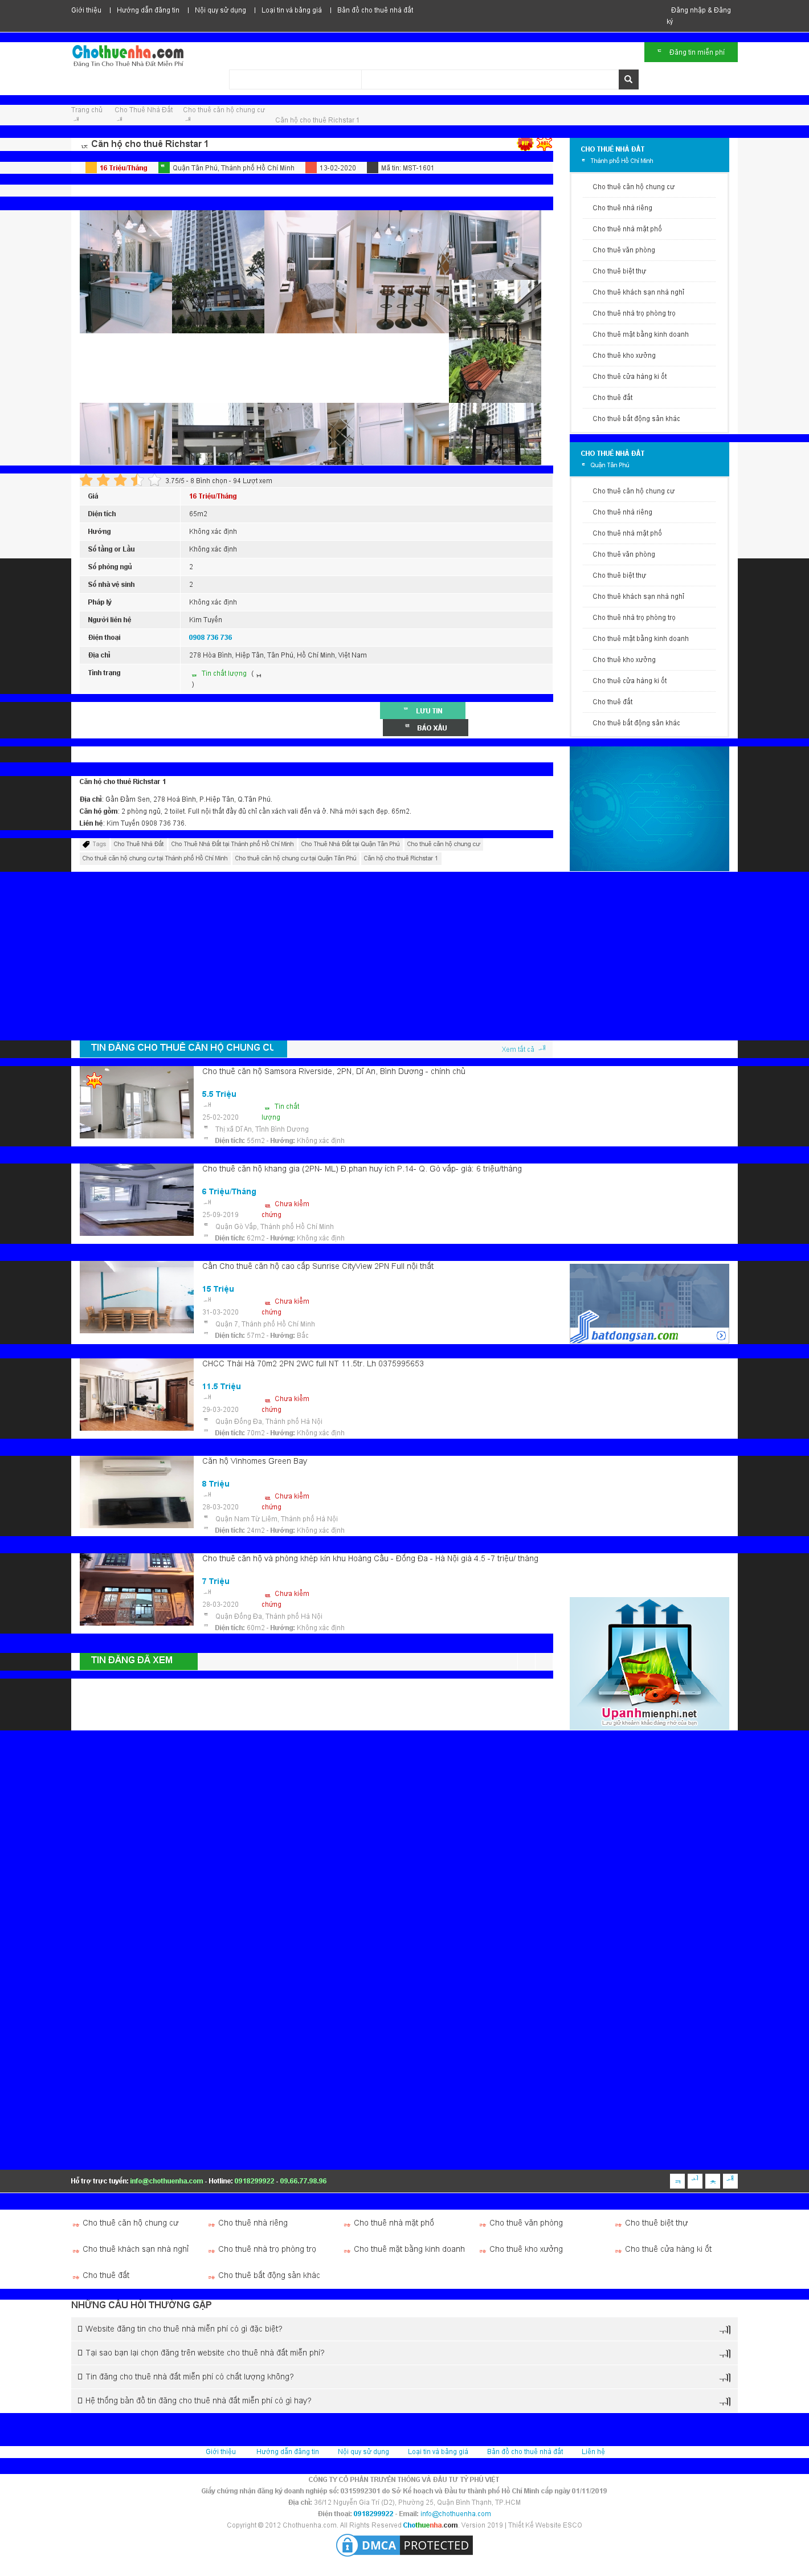 Giới thiệu | Hướng dẫn đăng tin | Nội quy sử dụng | Loại tin và bảng giá | Bản đồ cho thuê nhà đất
Đăng nhập & Đăng
ký
Chothuenha.com
Đăng Tin Cho Thuê Nhà Đất Miễn Phí
Đăng tin miễn phí
Trang chủ
Cho Thuê Nhà Đất
Cho thuê căn hộ chung cư
Căn hộ cho thuê Richstar 1
Căn hộ cho thuê Richstar 1
16 Triệu/Tháng
Quận Tân Phú, Thành phố Hồ Chí Minh
13-02-2020
Mã tin: MST-1601
3.75/5 - 8 Bình chọn - 94 Lượt xem
Giá 16 Triệu/Tháng
Diện tích 65m2
Hướng Không xác định
Số tầng or Lầu Không xác định
Số phòng ngủ 2
Số nhà vệ sinh 2
Pháp lý Không xác định
Người liên hệ Kim Tuyền
Điện thoại 0908 736 736
Địa chỉ 278 Hòa Bình, Hiệp Tân, Tân Phú, Hồ Chí Minh, Việt Nam
Tình trạng Tin chất lượng (
)
LƯU TIN
BÁO XẤU
Căn hộ cho thuê Richstar 1
Địa chỉ: Gần Đầm Sen, 278 Hoà Bình, P.Hiệp Tân, Q.Tân Phú.
Căn hộ gồm: 2 phòng ngủ, 2 toilet. Full nội thất đầy đủ chỉ cần xách vali đến và ở. Nhà mới sạch đẹp, 65m2.
Liên hệ: Kim Tuyền 0908 736 736.
Tags Cho Thuê Nhà Đất Cho Thuê Nhà Đất tại Thành phố Hồ Chí Minh Cho Thuê Nhà Đất tại Quận Tân Phú Cho thuê căn hộ chung cư
Cho thuê căn hộ chung cư tại Thành phố Hồ Chí Minh Cho thuê căn hộ chung cư tại Quận Tân Phú Căn hộ cho thuê Richstar 1
CHO THUÊ NHÀ ĐẤT
Thành phố Hồ Chí Minh
Cho thuê căn hộ chung cư
Cho thuê nhà riêng
Cho thuê nhà mặt phố
Cho thuê văn phòng
Cho thuê biệt thự
Cho thuê khách sạn nhà nghỉ
Cho thuê nhà trọ phòng trọ
Cho thuê mặt bằng kinh doanh
Cho thuê kho xưởng
Cho thuê cửa hàng ki ốt
Cho thuê đất
Cho thuê bất động sản khác
CHO THUÊ NHÀ ĐẤT
Quận Tân Phú
Cho thuê căn hộ chung cư
Cho thuê nhà riêng
Cho thuê nhà mặt phố
Cho thuê văn phòng
Cho thuê biệt thự
Cho thuê khách sạn nhà nghỉ
Cho thuê nhà trọ phòng trọ
Cho thuê mặt bằng kinh doanh
Cho thuê kho xưởng
Cho thuê cửa hàng ki ốt
Cho thuê đất
Cho thuê bất động sản khác
TIN ĐĂNG CHO THUÊ CĂN HỘ CHUNG CƯ
Xem tất cả
Cho thuê căn hộ Samsora Riverside, 2PN, Dĩ An, Bình Dương - chính chủ
5.5 Triệu
25-02-2020
Tin chất
lượng
Thị xã Dĩ An, Tỉnh Bình Dương
Diện tích: 55m2 - Hướng: Không xác định
Cho thuê căn hộ khang gia (2PN- ML) Đ.phan huy ích P.14- Q. Gò vấp- giá: 6 triệu/tháng
6 Triệu/Tháng
25-09-2019
Chưa kiểm
chứng
Quận Gò Vấp, Thành phố Hồ Chí Minh
Diện tích: 62m2 - Hướng: Không xác định
Cần Cho thuê căn hộ cao cấp Sunrise CityView 2PN Full nội thất
15 Triệu
31-03-2020
Chưa kiểm
chứng
Quận 7, Thành phố Hồ Chí Minh
Diện tích: 57m2 - Hướng: Bắc
CHCC Thái Hà 70m2 2PN 2WC full NT 11.5tr. Lh 0375995653
11.5 Triệu
29-03-2020
Chưa kiểm
chứng
Quận Đống Đa, Thành phố Hà Nội
Diện tích: 70m2 - Hướng: Không xác định
Căn hộ Vinhomes Green Bay
8 Triệu
28-03-2020
Chưa kiểm
chứng
Quận Nam Từ Liêm, Thành phố Hà Nội
Diện tích: 24m2 - Hướng: Không xác định
Cho thuê căn hộ và phòng khép kín khu Hoàng Cầu - Đống Đa - Hà Nội giá 4.5 -7 triệu/ tháng
7 Triệu
28-03-2020
Chưa kiểm
chứng
Quận Đống Đa, Thành phố Hà Nội
Diện tích: 60m2 - Hướng: Không xác định
batdongsan.com
TIN ĐĂNG ĐÃ XEM
Upanhmienphi.net
Lưu giữ khoảnh khắc đáng nhớ của bạn
Hổ trợ trực tuyến: info@chothuenha.com - Hotline: 0918299922 - 09.66.77.98.96
Cho thuê căn hộ chung cư
Cho thuê nhà riêng
Cho thuê nhà mặt phố
Cho thuê văn phòng
Cho thuê biệt thự
Cho thuê khách sạn nhà nghỉ
Cho thuê nhà trọ phòng trọ
Cho thuê mặt bằng kinh doanh
Cho thuê kho xưởng
Cho thuê cửa hàng ki ốt
Cho thuê đất
Cho thuê bất động sản khác
NHỮNG CÂU HỎI THƯỜNG GẶP
Website đăng tin cho thuê nhà miễn phí có gì đặc biệt?
Tại sao bạn lại chọn đăng trên website cho thuê nhà đất miễn phí?
Tin đăng cho thuê nhà đất miễn phí có chất lượng không?
Hệ thống bản đồ tin đăng cho thuê nhà đất miễn phí có gì hay?
Giới thiệu Hướng dẫn đăng tin Nội quy sử dụng Loại tin và bảng giá Bản đồ cho thuê nhà đất Liên hệ
CÔNG TY CỔ PHẦN TRUYỀN THÔNG VÀ ĐẦU TƯ TỶ PHÚ VIỆT
Giấy chứng nhận đăng ký doanh nghiệp số: 0315992301 do Sở Kế hoạch và Đầu tư thành phố Hồ Chí Minh cấp ngày 01/11/2019
Địa chỉ: 36/12 Nguyễn Gia Trí (D2), Phường 25, Quận Bình Thạnh, TP.HCM
Điện thoại: 0918299922 - Email: info@chothuenha.com
Copyright © 2012 Chothuenha.com. All Rights Reserved Chothuenha.com. Version 2019 | Thiết Kế Website ESCO
DMCA PROTECTED